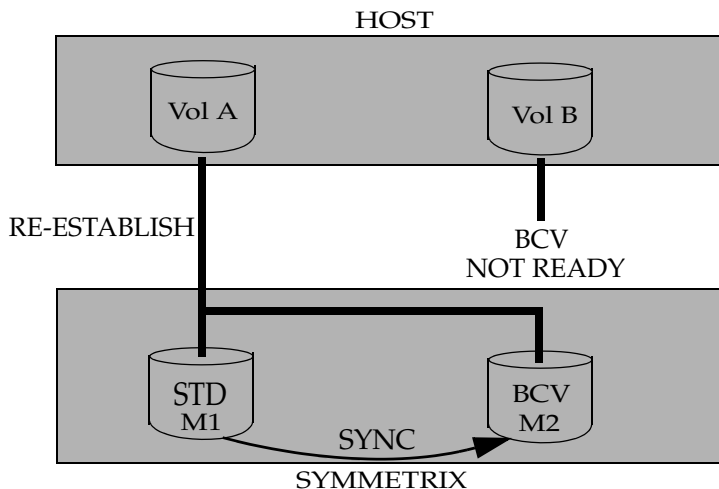 HOST
Vol A
Vol B
RE-ESTABLISH
BCV
NOT READY
STD
M1
BCV
M2
SYNC
SYMMETRIX